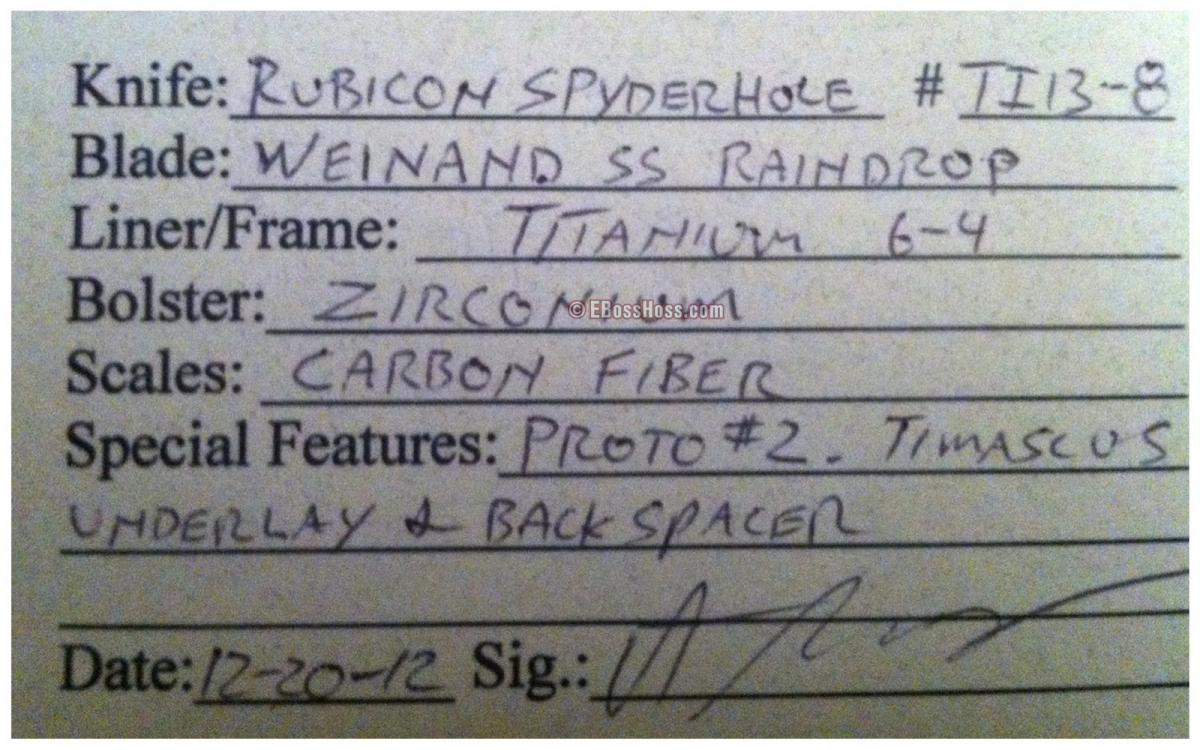 Knife: RUBICON SPYDERHOLE # TI13-8
Blade: WEINAND SS RAINDROP
Liner/Frame: TITANIUM 6-4
Bolster: ZIRCONIUM
© EBossHoss.com
Scales: CARBON FIBER
Special Features: PROTO #2. TIMASCUS
UNDERLAY & BACKSPACER
Date: 12-20-12 Sig.: